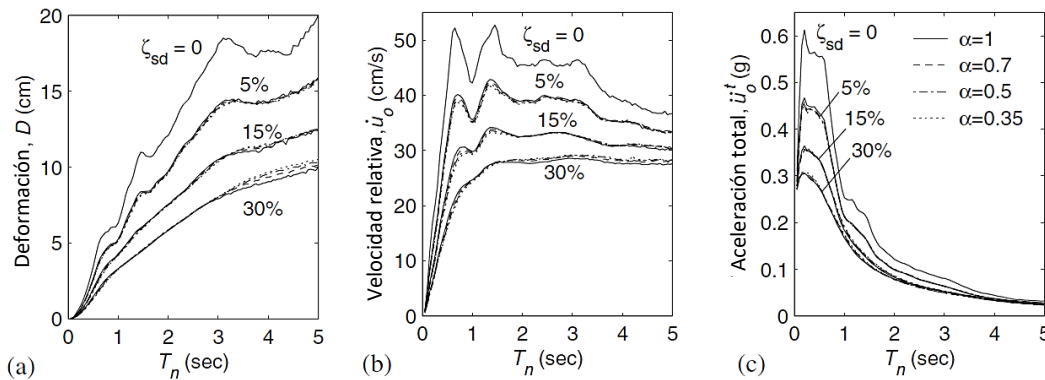 20
15
10
5
0
Deformación, D (cm)
ζsd = 0
5%
15%
30%
0 1 2 3 4 5
Tn (sec)
(a)
50
40
30
20
10
0
Velocidad relativa, u̇o (cm/s)
ζsd = 0
5%
15%
30%
0 1 2 3 4 5
Tn (sec)
(b)
0.6
0.5
0.4
0.3
0.2
0.1
0
Aceleración total, üot (g)
ζsd = 0
5%
15%
30%
α=1
α=0.7
α=0.5
α=0.35
0 1 2 3 4 5
Tn (sec)
(c)